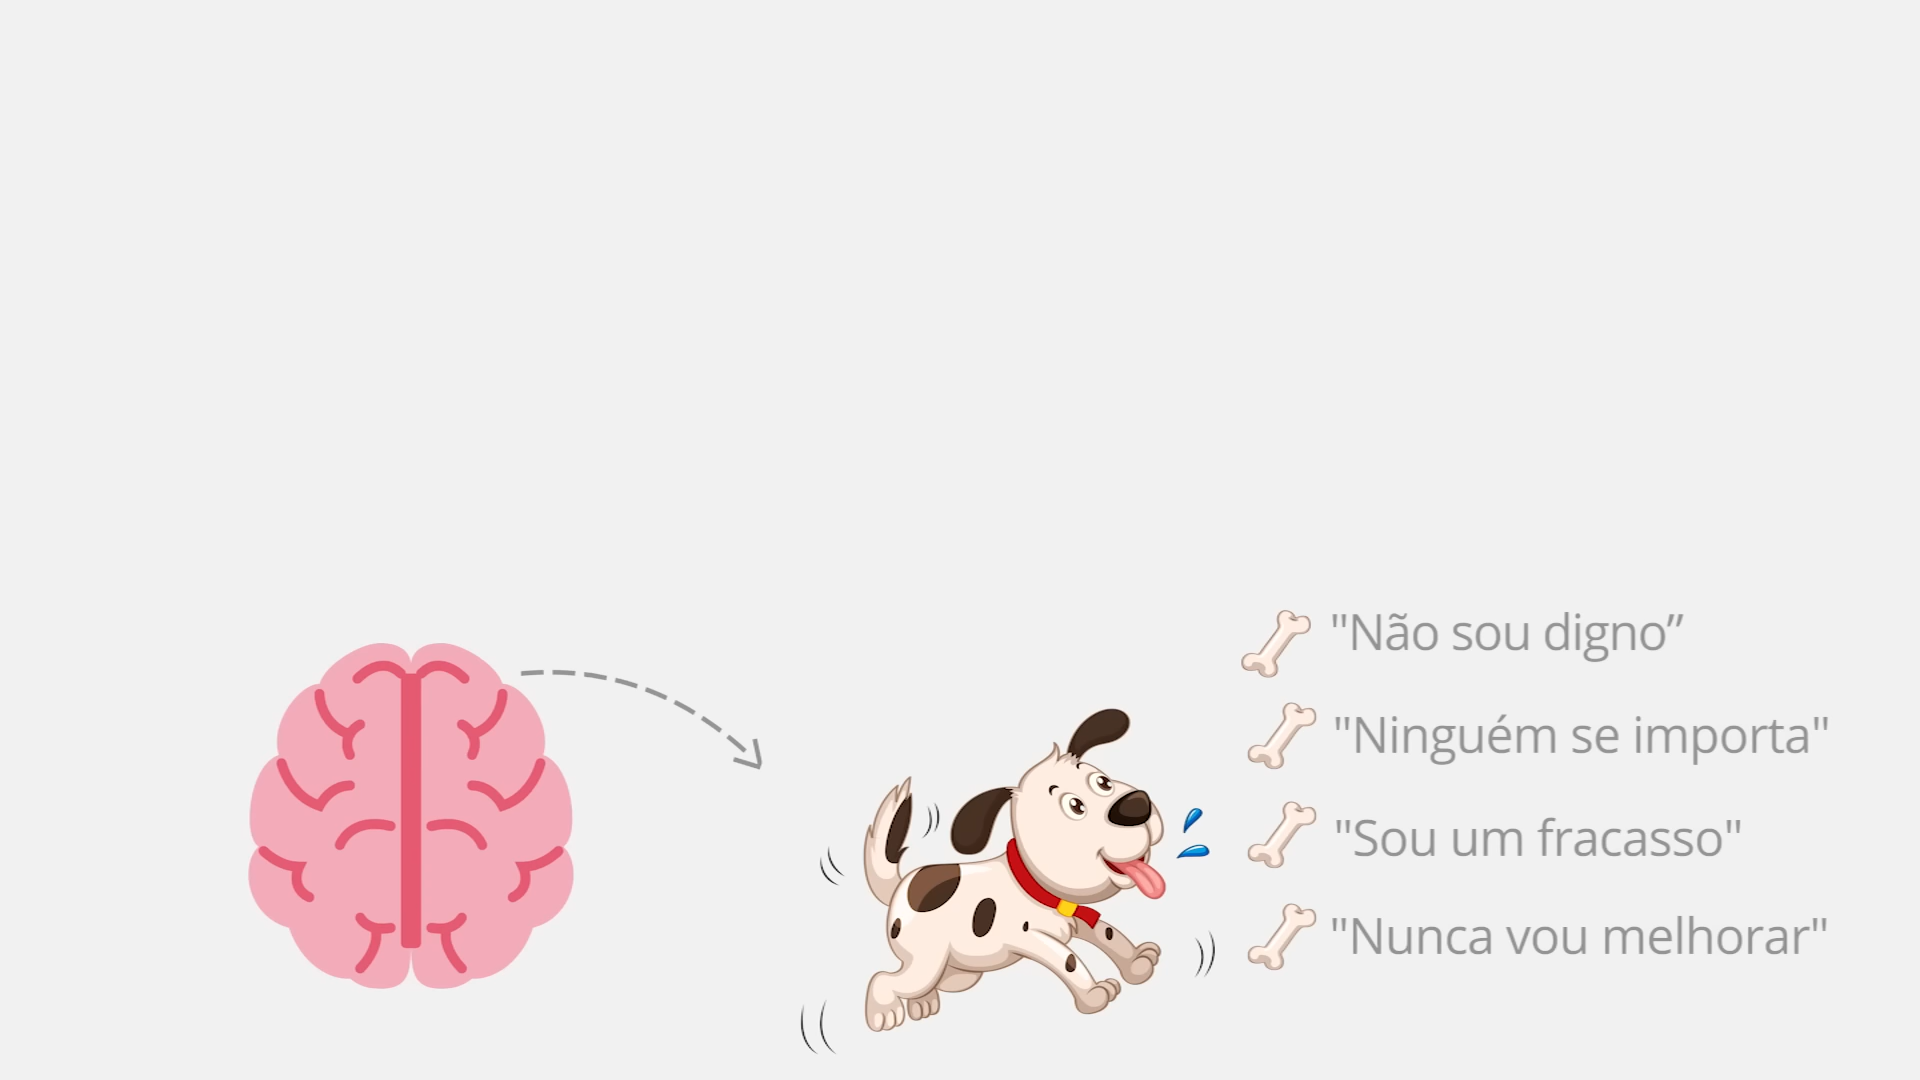 "Não sou digno”
"Ninguém se importa"
"Sou um fracasso"
"Nunca vou melhorar"